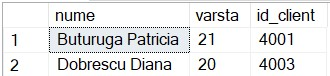 nume varsta id_client
1 Buturuga Patricia 21 4001
2 Dobrescu Diana 20 4003